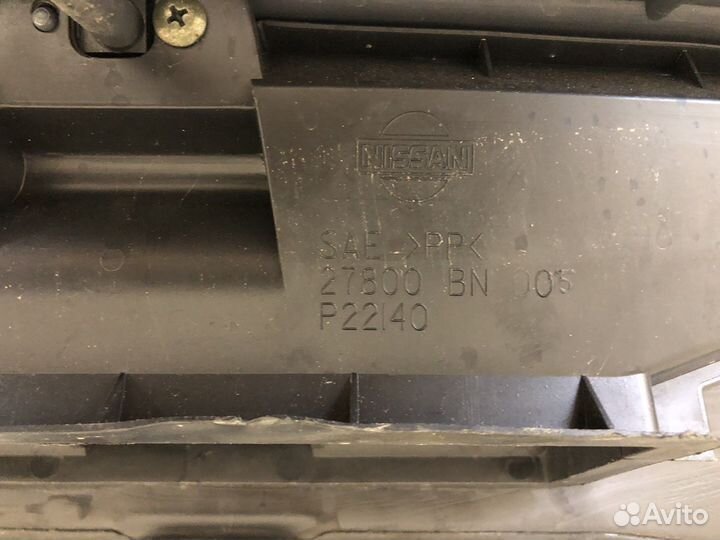 NISSAN
SAE >PP<
27800 BN 005
P22140
Avito